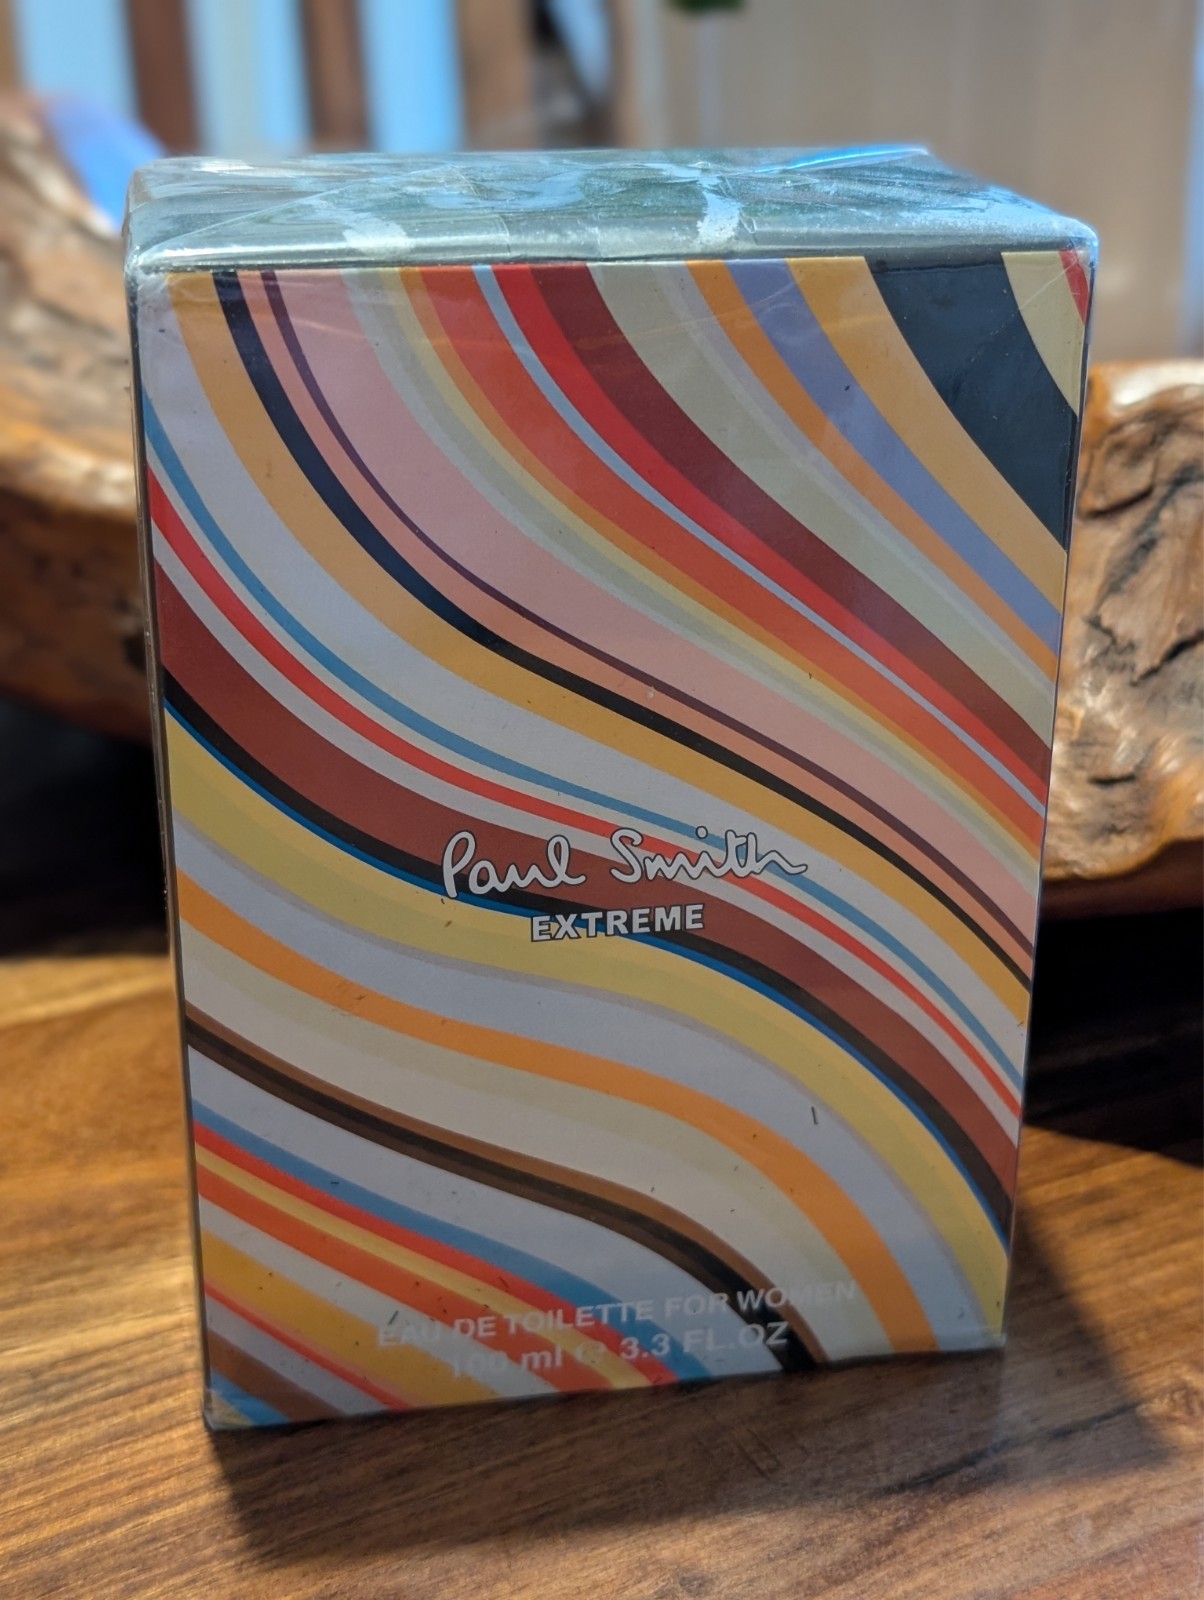 Paul Smith
EXTREME
EAU DE TOILETTE FOR WOMEN
100 ml ℮ 3.3 FL.OZ